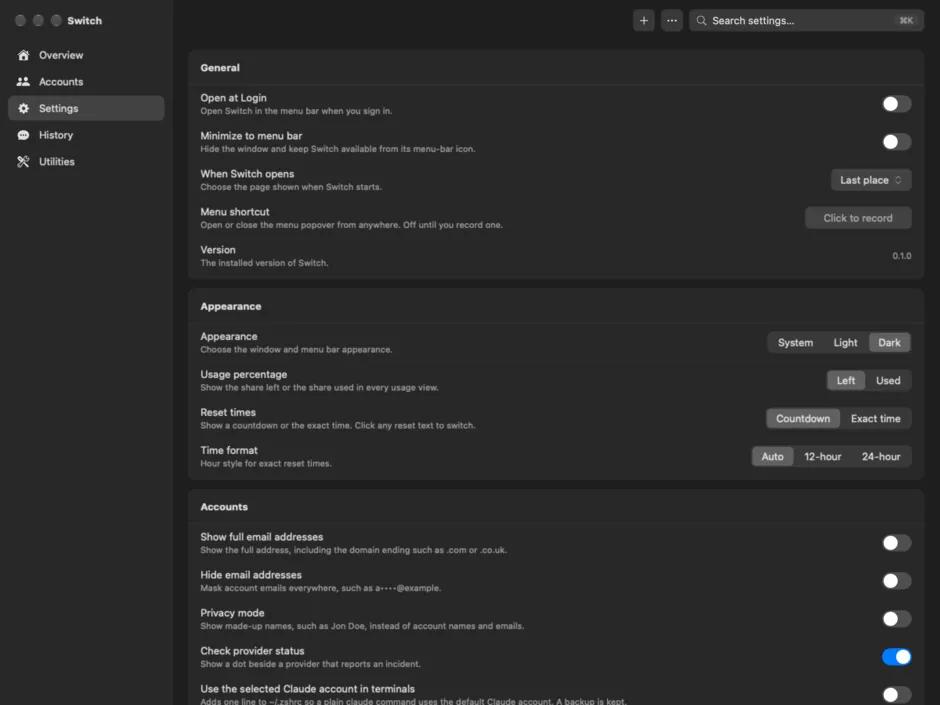 Switch
Search settings...
⌘K
Overview
Accounts
Settings
History
Utilities
General
Open at Login
Open Switch in the menu bar when you sign in.
Minimize to menu bar
Hide the window and keep Switch available from its menu-bar icon.
When Switch opens
Choose the page shown when Switch starts.
Last place
Menu shortcut
Open or close the menu popover from anywhere. Off until you record one.
Click to record
Version
The installed version of Switch.
0.1.0
Appearance
Appearance
Choose the window and menu bar appearance.
System Light Dark
Usage percentage
Show the share left or the share used in every usage view.
Left Used
Reset times
Show a countdown or the exact time. Click any reset text to switch.
Countdown Exact time
Time format
Hour style for exact reset times.
Auto 12-hour 24-hour
Accounts
Show full email addresses
Show the full address, including the domain ending such as .com or .co.uk.
Hide email addresses
Mask account emails everywhere, such as a••••@example.
Privacy mode
Show made-up names, such as Jon Doe, instead of account names and emails.
Check provider status
Show a dot beside a provider that reports an incident.
Use the selected Claude account in terminals
Adds one line to ~/.zshrc so a plain claude command uses the default Claude account. A backup is kept.